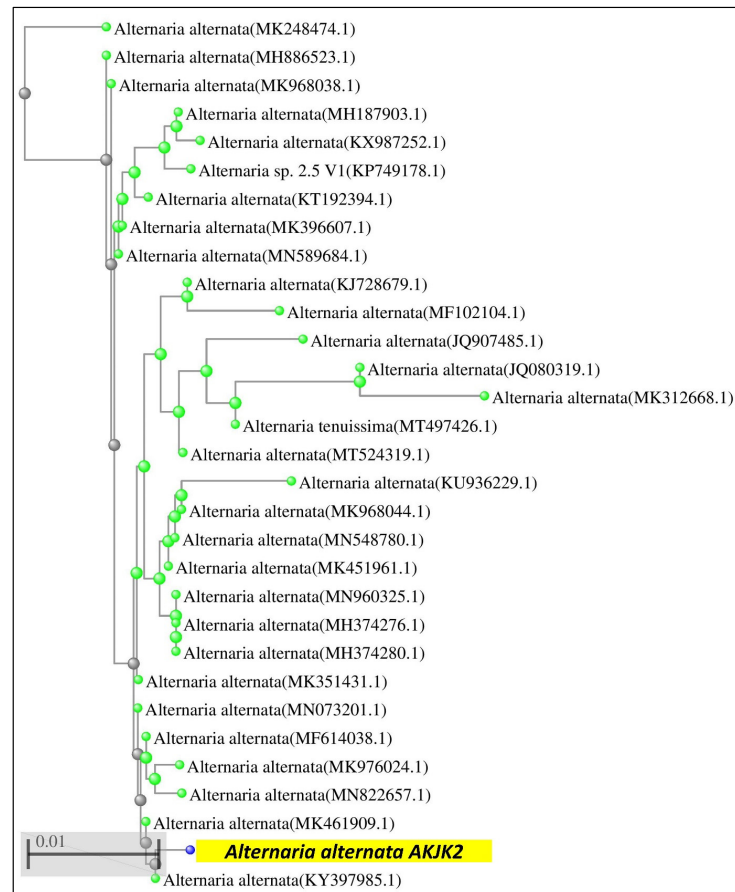 Alternaria alternata(MK248474.1)
Alternaria alternata(MH886523.1)
Alternaria alternata(MK968038.1)
Alternaria alternata(MH187903.1)
Alternaria alternata(KX987252.1)
Alternaria sp. 2.5 V1(KP749178.1)
Alternaria alternata(KT192394.1)
Alternaria alternata(MK396607.1)
Alternaria alternata(MN589684.1)
Alternaria alternata(KJ728679.1)
Alternaria alternata(MF102104.1)
Alternaria alternata(JQ907485.1)
Alternaria alternata(JQ080319.1)
Alternaria alternata(MK312668.1)
Alternaria tenuissima(MT497426.1)
Alternaria alternata(MT524319.1)
Alternaria alternata(KU936229.1)
Alternaria alternata(MK968044.1)
Alternaria alternata(MN548780.1)
Alternaria alternata(MK451961.1)
Alternaria alternata(MN960325.1)
Alternaria alternata(MH374276.1)
Alternaria alternata(MH374280.1)
Alternaria alternata(MK351431.1)
Alternaria alternata(MN073201.1)
Alternaria alternata(MF614038.1)
Alternaria alternata(MK976024.1)
Alternaria alternata(MN822657.1)
Alternaria alternata(MK461909.1)
0.01
Alternaria alternata AKJK2
Alternaria alternata(KY397985.1)